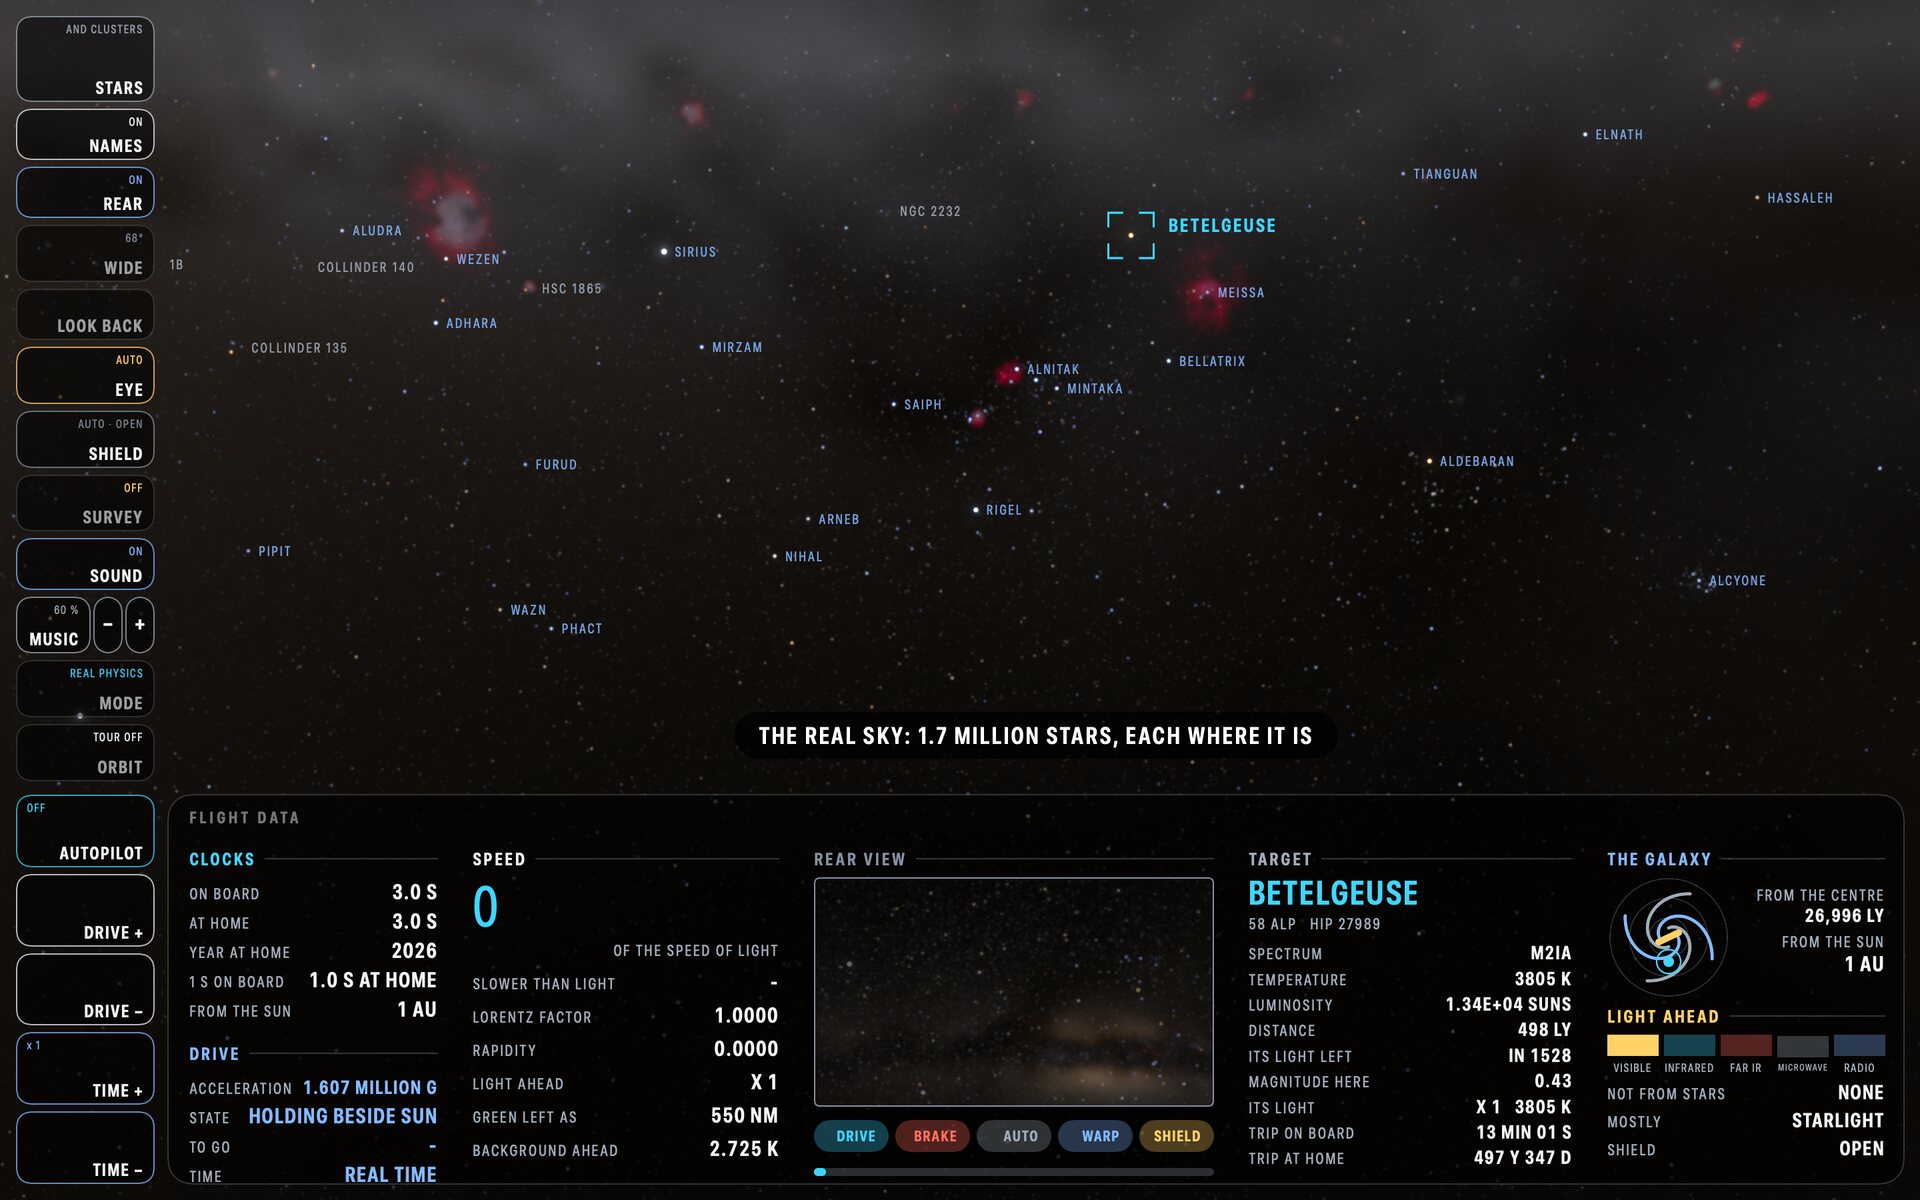 AND CLUSTERS
STARS
ON
NAMES
ON
REAR
68°
WIDE
LOOK BACK
AUTO
EYE
AUTO · OPEN
SHIELD
OFF
SURVEY
ON
SOUND
60 %
MUSIC
−
+
REAL PHYSICS
MODE
TOUR OFF
ORBIT
OFF
AUTOPILOT
DRIVE +
DRIVE −
x 1
TIME +
TIME −
ELNATH
TIANGUAN
HASSALEH
NGC 2232
BETELGEUSE
ALUDRA
SIRIUS
WEZEN
1B
COLLINDER 140
HSC 1865
MEISSA
ADHARA
COLLINDER 135
MIRZAM
BELLATRIX
ALNITAK
MINTAKA
SAIPH
FURUD
ALDEBARAN
RIGEL
ARNEB
PIPIT
NIHAL
ALCYONE
WAZN
PHACT
THE REAL SKY: 1.7 MILLION STARS, EACH WHERE IT IS
FLIGHT DATA
CLOCKS
ON BOARD 3.0 S
AT HOME 3.0 S
YEAR AT HOME 2026
1 S ON BOARD 1.0 S AT HOME
FROM THE SUN 1 AU
DRIVE
ACCELERATION 1.607 MILLION G
STATE HOLDING BESIDE SUN
TO GO -
TIME REAL TIME
SPEED
0
OF THE SPEED OF LIGHT
SLOWER THAN LIGHT -
LORENTZ FACTOR 1.0000
RAPIDITY 0.0000
LIGHT AHEAD X 1
GREEN LEFT AS 550 NM
BACKGROUND AHEAD 2.725 K
REAR VIEW
DRIVE BRAKE AUTO WARP SHIELD
TARGET
BETELGEUSE
58 ALP · HIP 27989
SPECTRUM M2IA
TEMPERATURE 3805 K
LUMINOSITY 1.34E+04 SUNS
DISTANCE 498 LY
ITS LIGHT LEFT IN 1528
MAGNITUDE HERE 0.43
ITS LIGHT X 1 3805 K
TRIP ON BOARD 13 MIN 01 S
TRIP AT HOME 497 Y 347 D
THE GALAXY
FROM THE CENTRE
26,996 LY
FROM THE SUN
1 AU
LIGHT AHEAD
VISIBLE INFRARED FAR IR MICROWAVE RADIO
NOT FROM STARS NONE
MOSTLY STARLIGHT
SHIELD OPEN